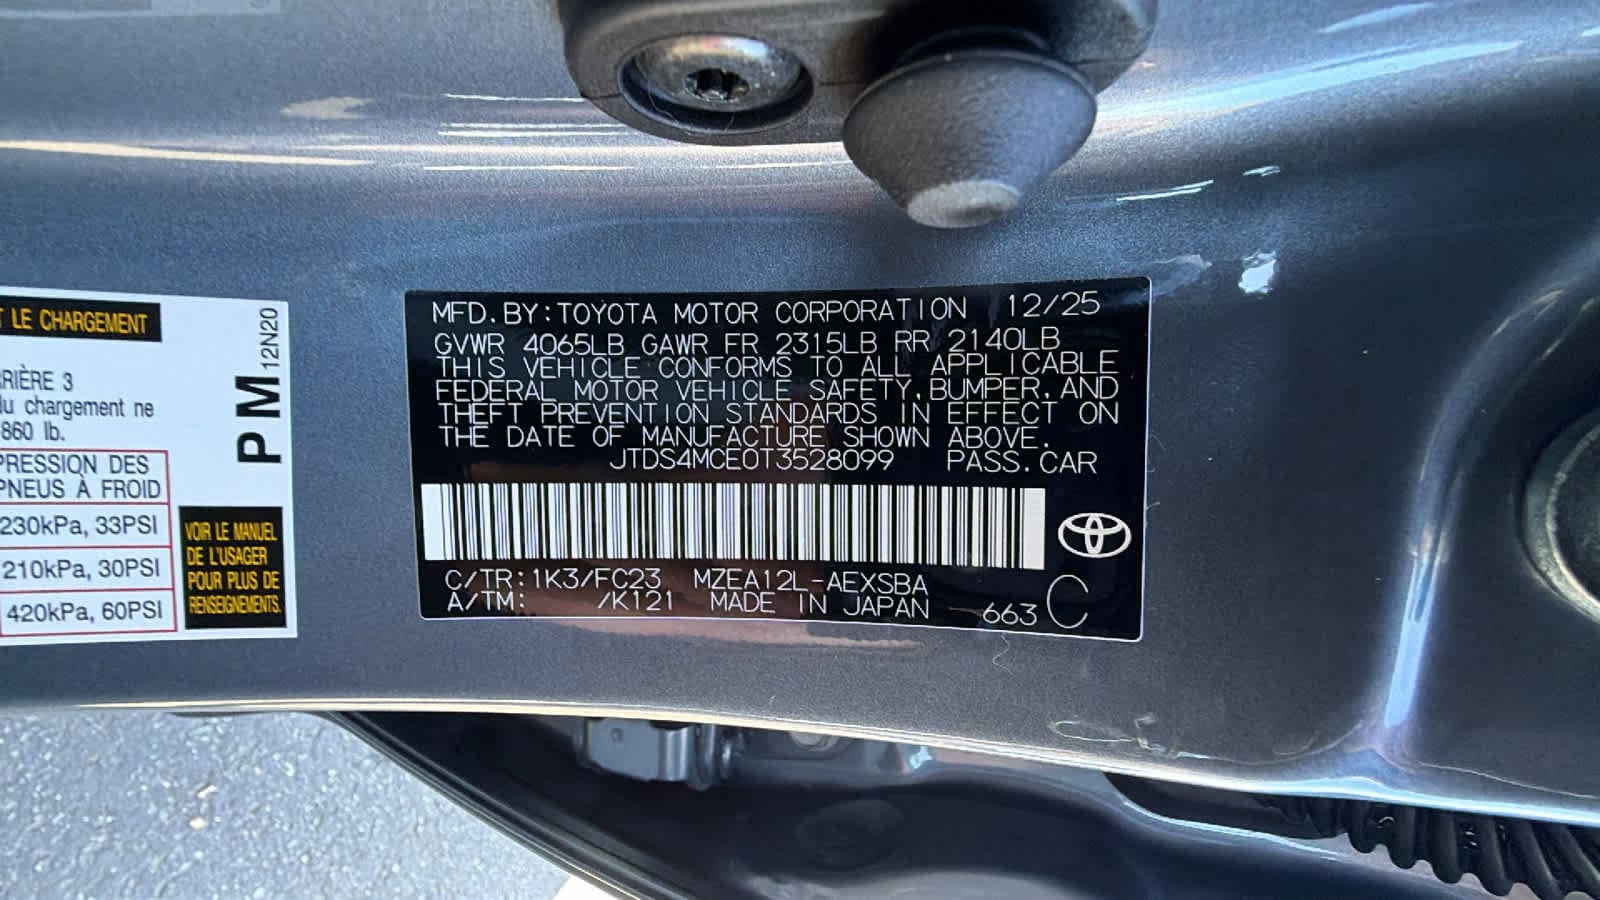 T LE CHARGEMENT
RIÈRE 3
du chargement ne
860 lb.
PRESSION DES
PNEUS À FROID
230kPa, 33PSI
210kPa, 30PSI
420kPa, 60PSI
PM
12N20
VOIR LE MANUEL
DE L'USAGER
POUR PLUS DE
RENSEIGNEMENTS.
MFD. BY: TOYOTA MOTOR CORPORATION 12/25
GVWR 4065LB GAWR FR 2315LB RR 2140LB
THIS VEHICLE CONFORMS TO ALL APPLICABLE
FEDERAL MOTOR VEHICLE SAFETY, BUMPER, AND
THEFT PREVENTION STANDARDS IN EFFECT ON
THE DATE OF MANUFACTURE SHOWN ABOVE.
JTDS4MCE0T3528099 PASS. CAR
C/TR: 1K3/FC23 MZEA12L-AEXSBA
A/TM: /K121 MADE IN JAPAN 663 C